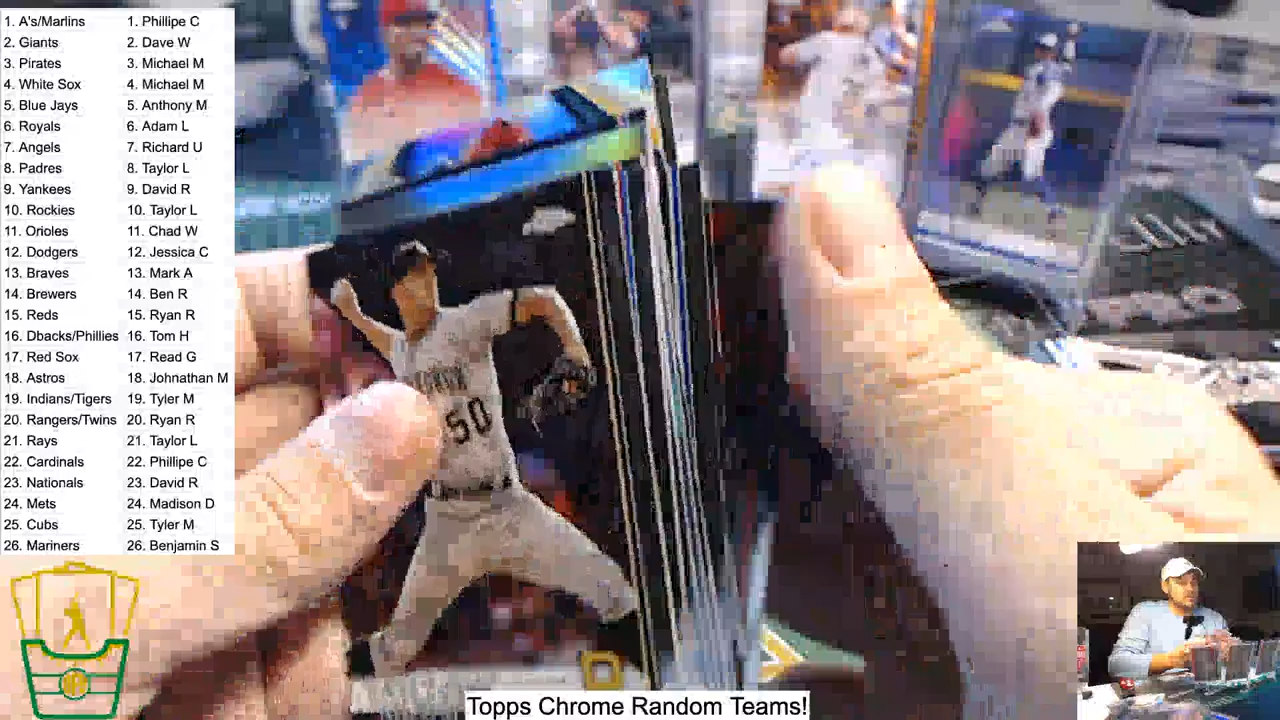 1. A's/Marlins 1. Phillipe C
2. Giants 2. Dave W
3. Pirates 3. Michael M
4. White Sox 4. Michael M
5. Blue Jays 5. Anthony M
6. Royals 6. Adam L
7. Angels 7. Richard U
8. Padres 8. Taylor L
9. Yankees 9. David R
10. Rockies 10. Taylor L
11. Orioles 11. Chad W
12. Dodgers 12. Jessica C
13. Braves 13. Mark A
14. Brewers 14. Ben R
15. Reds 15. Ryan R
16. Dbacks/Phillies 16. Tom H
17. Red Sox 17. Read G
18. Astros 18. Johnathan M
19. Indians/Tigers 19. Tyler M
20. Rangers/Twins 20. Ryan R
21. Rays 21. Taylor L
22. Cardinals 22. Phillipe C
23. Nationals 23. David R
24. Mets 24. Madison D
25. Cubs 25. Tyler M
26. Mariners 26. Benjamin S
50
Topps Chrome Random Teams!